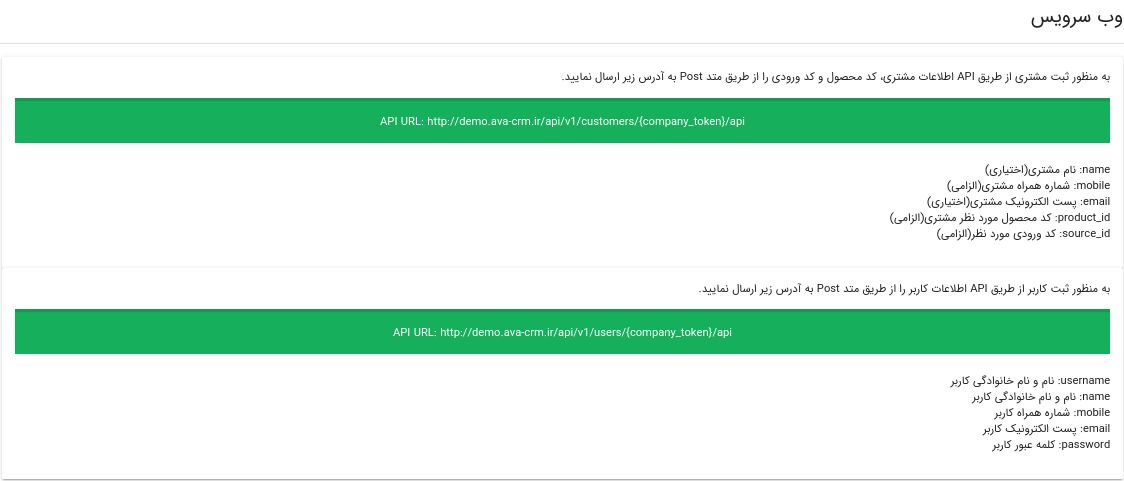 وب سرویس
به منظور ثبت مشتری از طریق API اطلاعات مشتری، کد محصول و کد ورودی را از طریق متد Post به آدرس زیر ارسال نمایید.
API URL: http://demo.ava-crm.ir/api/v1/customers/{company_token}/api
name: نام مشتری(اختیاری)
mobile: شماره همراه مشتری(الزامی)
email: پست الکترونیک مشتری(اختیاری)
product_id: کد محصول مورد نظر مشتری(الزامی)
source_id: کد ورودی مورد نظر(الزامی)
به منظور ثبت کاربر از طریق API اطلاعات کاربر را از طریق متد Post به آدرس زیر ارسال نمایید.
API URL: http://demo.ava-crm.ir/api/v1/users/{company_token}/api
username: نام و نام خانوادگی کاربر
name: نام و نام خانوادگی کاربر
mobile: شماره همراه کاربر
email: پست الکترونیک کاربر
password: کلمه عبور کاربر